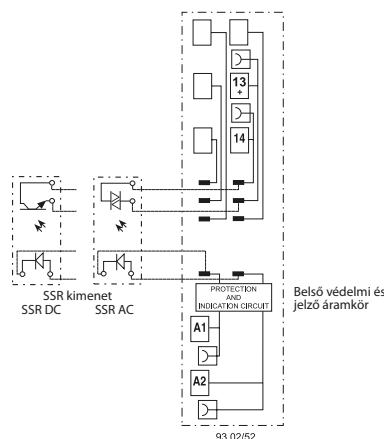 13
+
14
SSR kimenet
SSR DC SSR AC
PROTECTION
AND
INDICATION CIRCUIT
Belső védelmi és
jelző áramkör
A1
A2
93.02/52